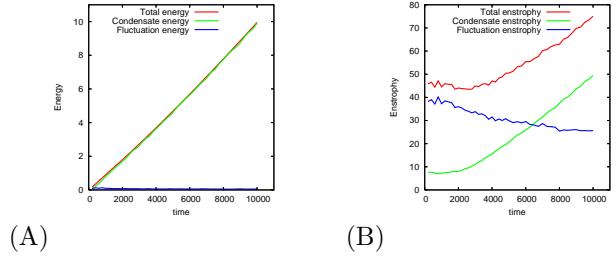 Total energy
Condensate energy
Fluctuation energy
Energy
10
8
6
4
2
0
0 2000 4000 6000 8000 10000
time
(A)
Total enstrophy
Condensate enstrophy
Fluctuation enstrophy
Enstrophy
80
70
60
50
40
30
20
10
0
0 2000 4000 6000 8000 10000
time
(B)